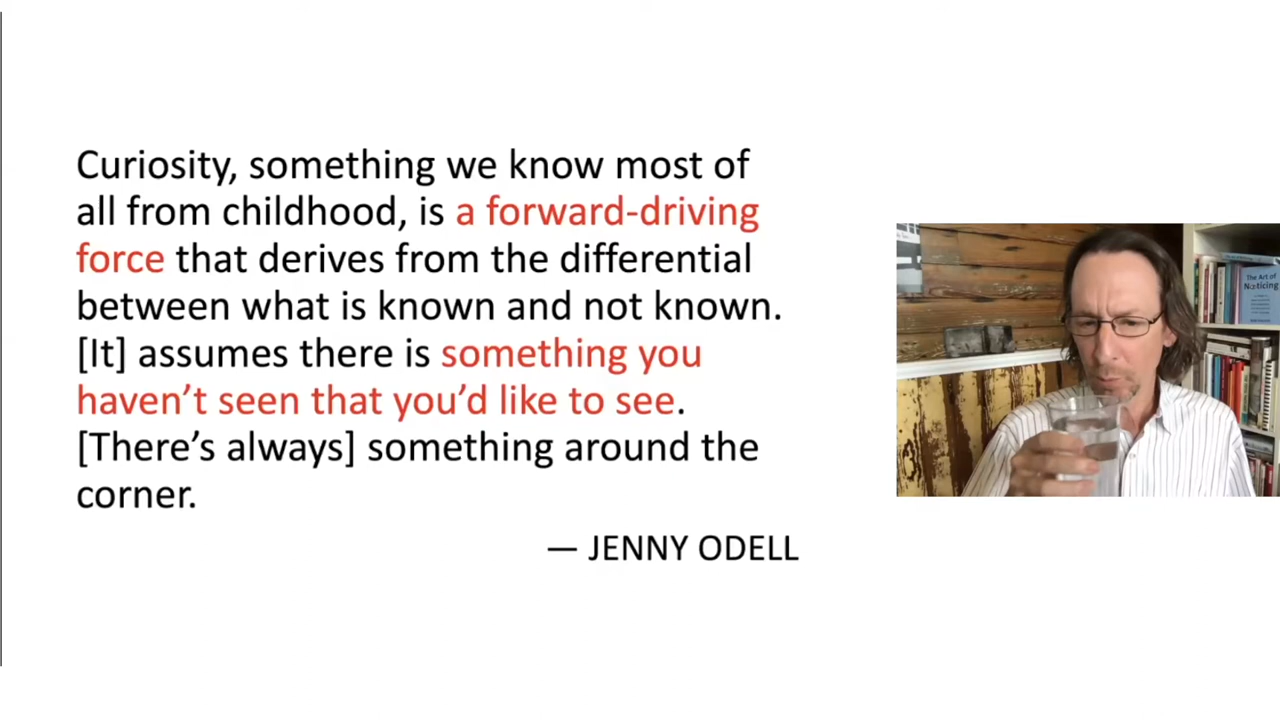 Curiosity, something we know most of
all from childhood, is a forward-driving
force that derives from the differential
between what is known and not known.
[It] assumes there is something you
haven’t seen that you’d like to see.
[There’s always] something around the
corner.
— JENNY ODELL
The Art of
Noticing